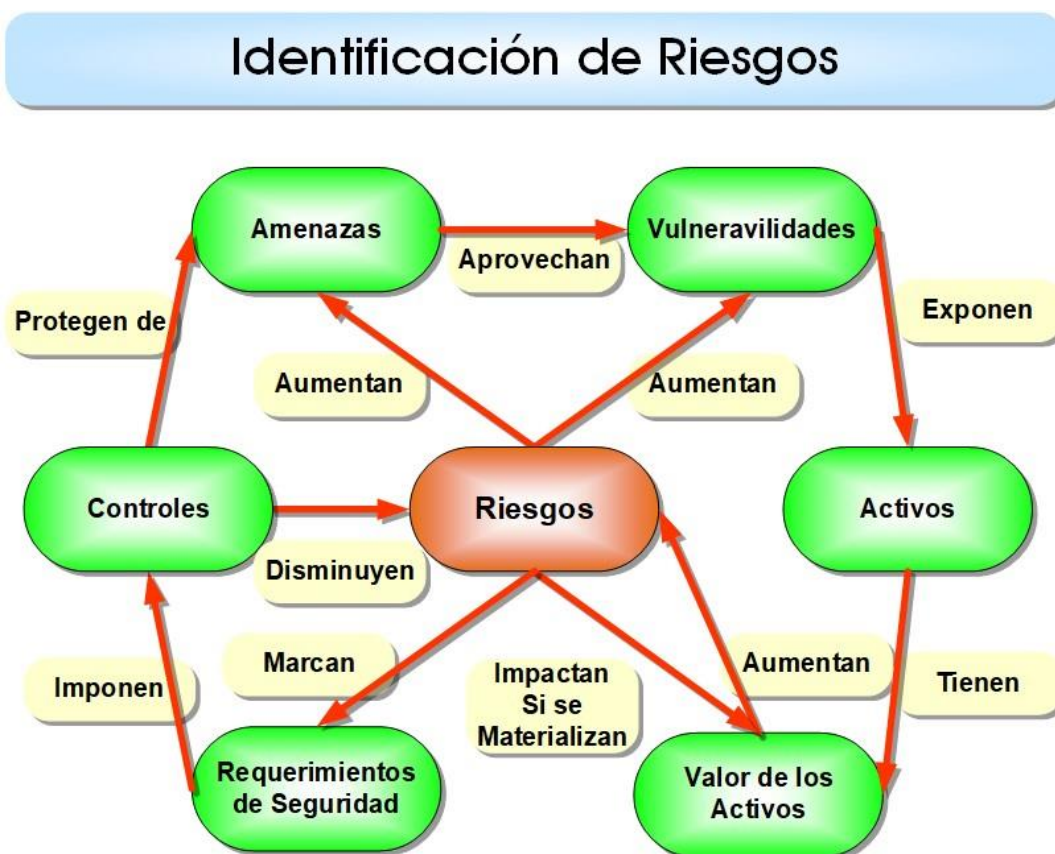 Identificación de Riesgos
Amenazas
Aprovechan
Vulneravilidades
Protegen de
Exponen
Aumentan
Aumentan
Controles
Riesgos
Activos
Disminuyen
Imponen
Marcan
Impactan
Si se
Materializan
Aumentan
Tienen
Requerimientos
de Seguridad
Valor de los
Activos